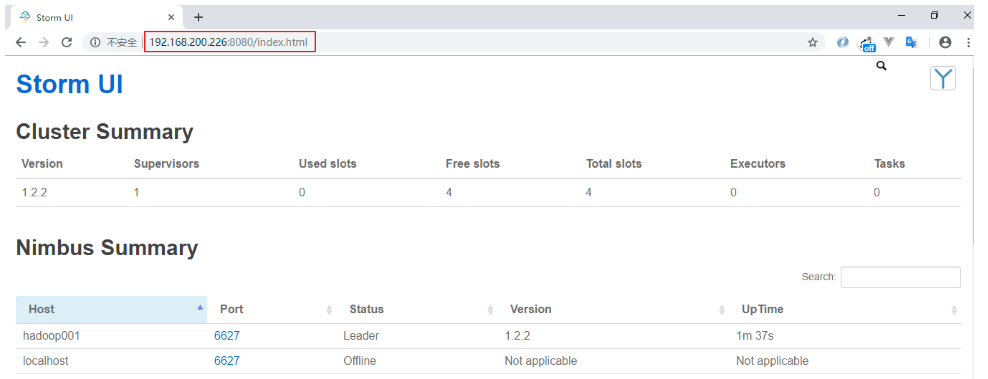 Storm UI
不安全
192.168.200.226:8080/index.html
off
Storm UI
Cluster Summary
Version Supervisors Used slots Free slots Total slots Executors Tasks
1.2.2 1 0 4 4 0 0
Nimbus Summary
Search:
Host Port Status Version UpTime
hadoop001 6627 Leader 1.2.2 1m 37s
localhost 6627 Offline Not applicable Not applicable